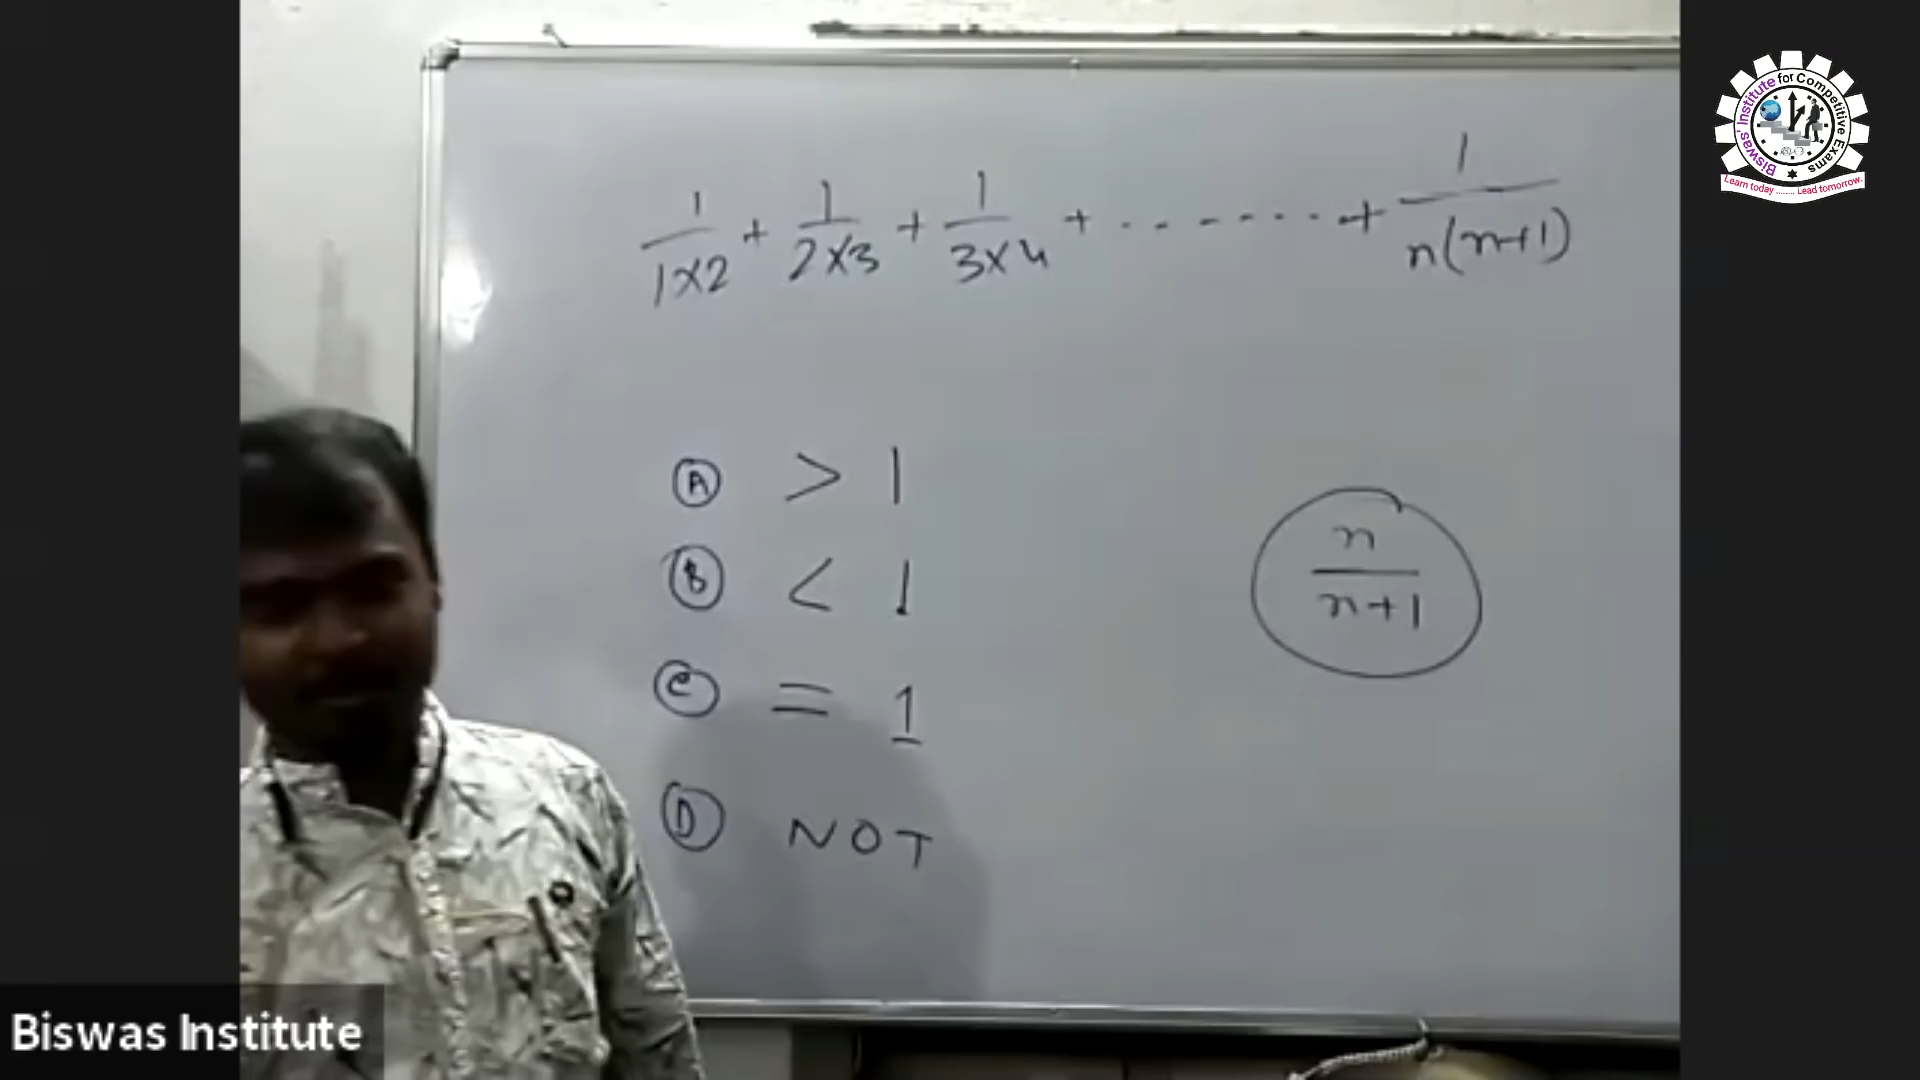 1/1×2 + 1/2×3 + 1/3×4 + ------- + 1/n(n+1)
A > 1
B < 1
C = 1
D NOT
n/n+1
Biswas' Institute for Competitive Exams
Learn today ........ Lead tomorrow.
Biswas Institute